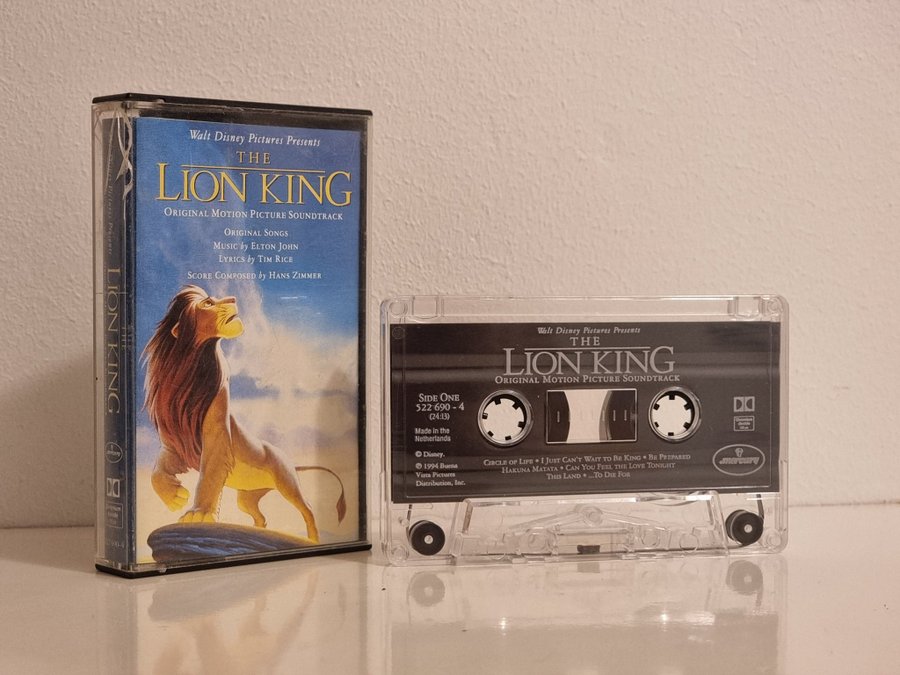 Walt Disney Pictures Presents
THE
LION KING
ORIGINAL MOTION PICTURE SOUNDTRACK
ORIGINAL SONGS
MUSIC by ELTON JOHN
LYRICS by TIM RICE
SCORE COMPOSED by HANS ZIMMER
THE
LION KING
Walt Disney Pictures Presents
THE
LION KING
ORIGINAL MOTION PICTURE SOUNDTRACK
SIDE ONE
522 690 - 4
(24:13)
Made in the
Netherlands
© Disney.
℗ 1994 Buena
Vista Pictures
Distribution, Inc.
CIRCLE OF LIFE • I JUST CAN'T WAIT TO BE KING • BE PREPARED
HAKUNA MATATA • CAN YOU FEEL THE LOVE TONIGHT
THIS LAND • ...TO DIE FOR
mercury